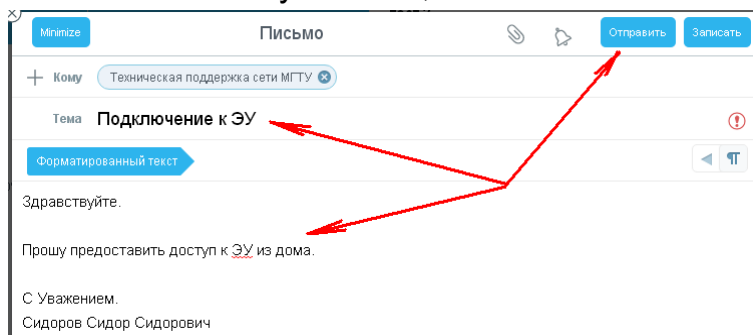 Minimize Письмо Отправить Записать
Кому Техническая поддержка сети МГТУ
Тема Подключение к ЭУ
Форматированный текст
Здравствуйте.
Прошу предоставить доступ к ЭУ из дома.
С Уважением.
Сидоров Сидор Сидорович